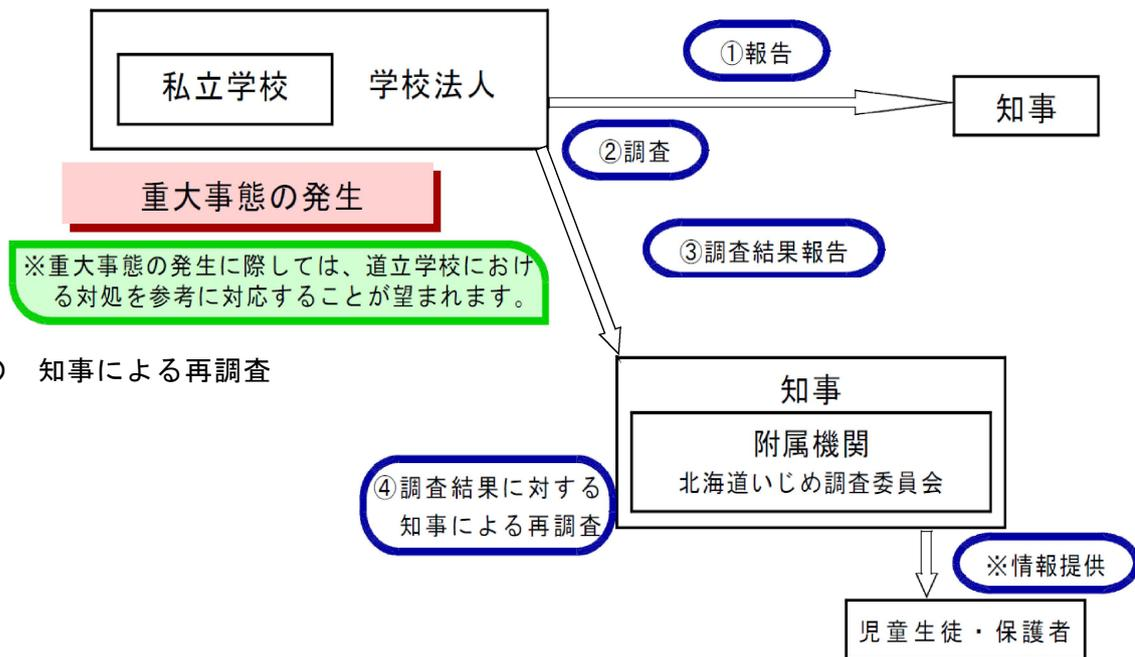 ①報告
私立学校
学校法人
知事
②調査
重大事態の発生
③調査結果報告
※重大事態の発生に際しては、道立学校におけ
る対処を参考に対応することが望まれます。
知事による再調査
知事
附属機関
北海道いじめ調査委員会
④調査結果に対する
知事による再調査
※情報提供
児童生徒・保護者